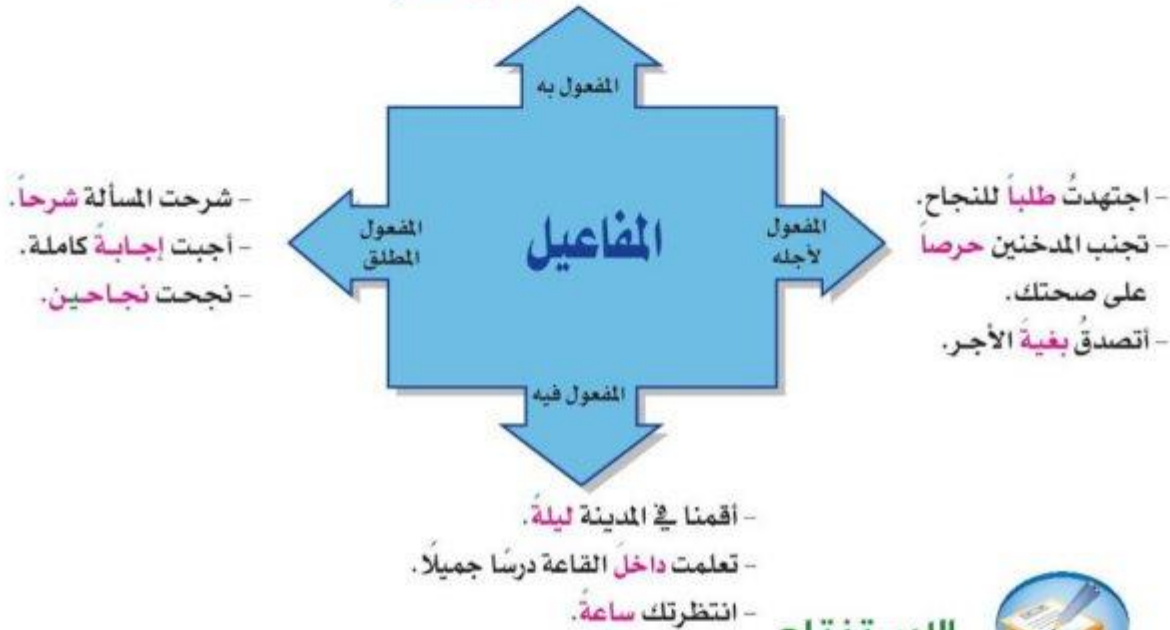 المفعول به
المفاعيل
المفعول
لأجله
- اجتهدتُ طلباً للنجاح.
- تجنب المدخنين حرصاً
على صحتك.
- أتصدقُ بغيةَ الأجر.
المفعول
المطلق
- شرحت المسألة شرحاً.
- أجبت إجابةً كاملة.
- نجحت نجاحين.
المفعول فيه
- أقمنا في المدينة ليلةً.
- تعلمت داخلَ القاعة درسًا جميلًا.
- انتظرتك ساعةً.